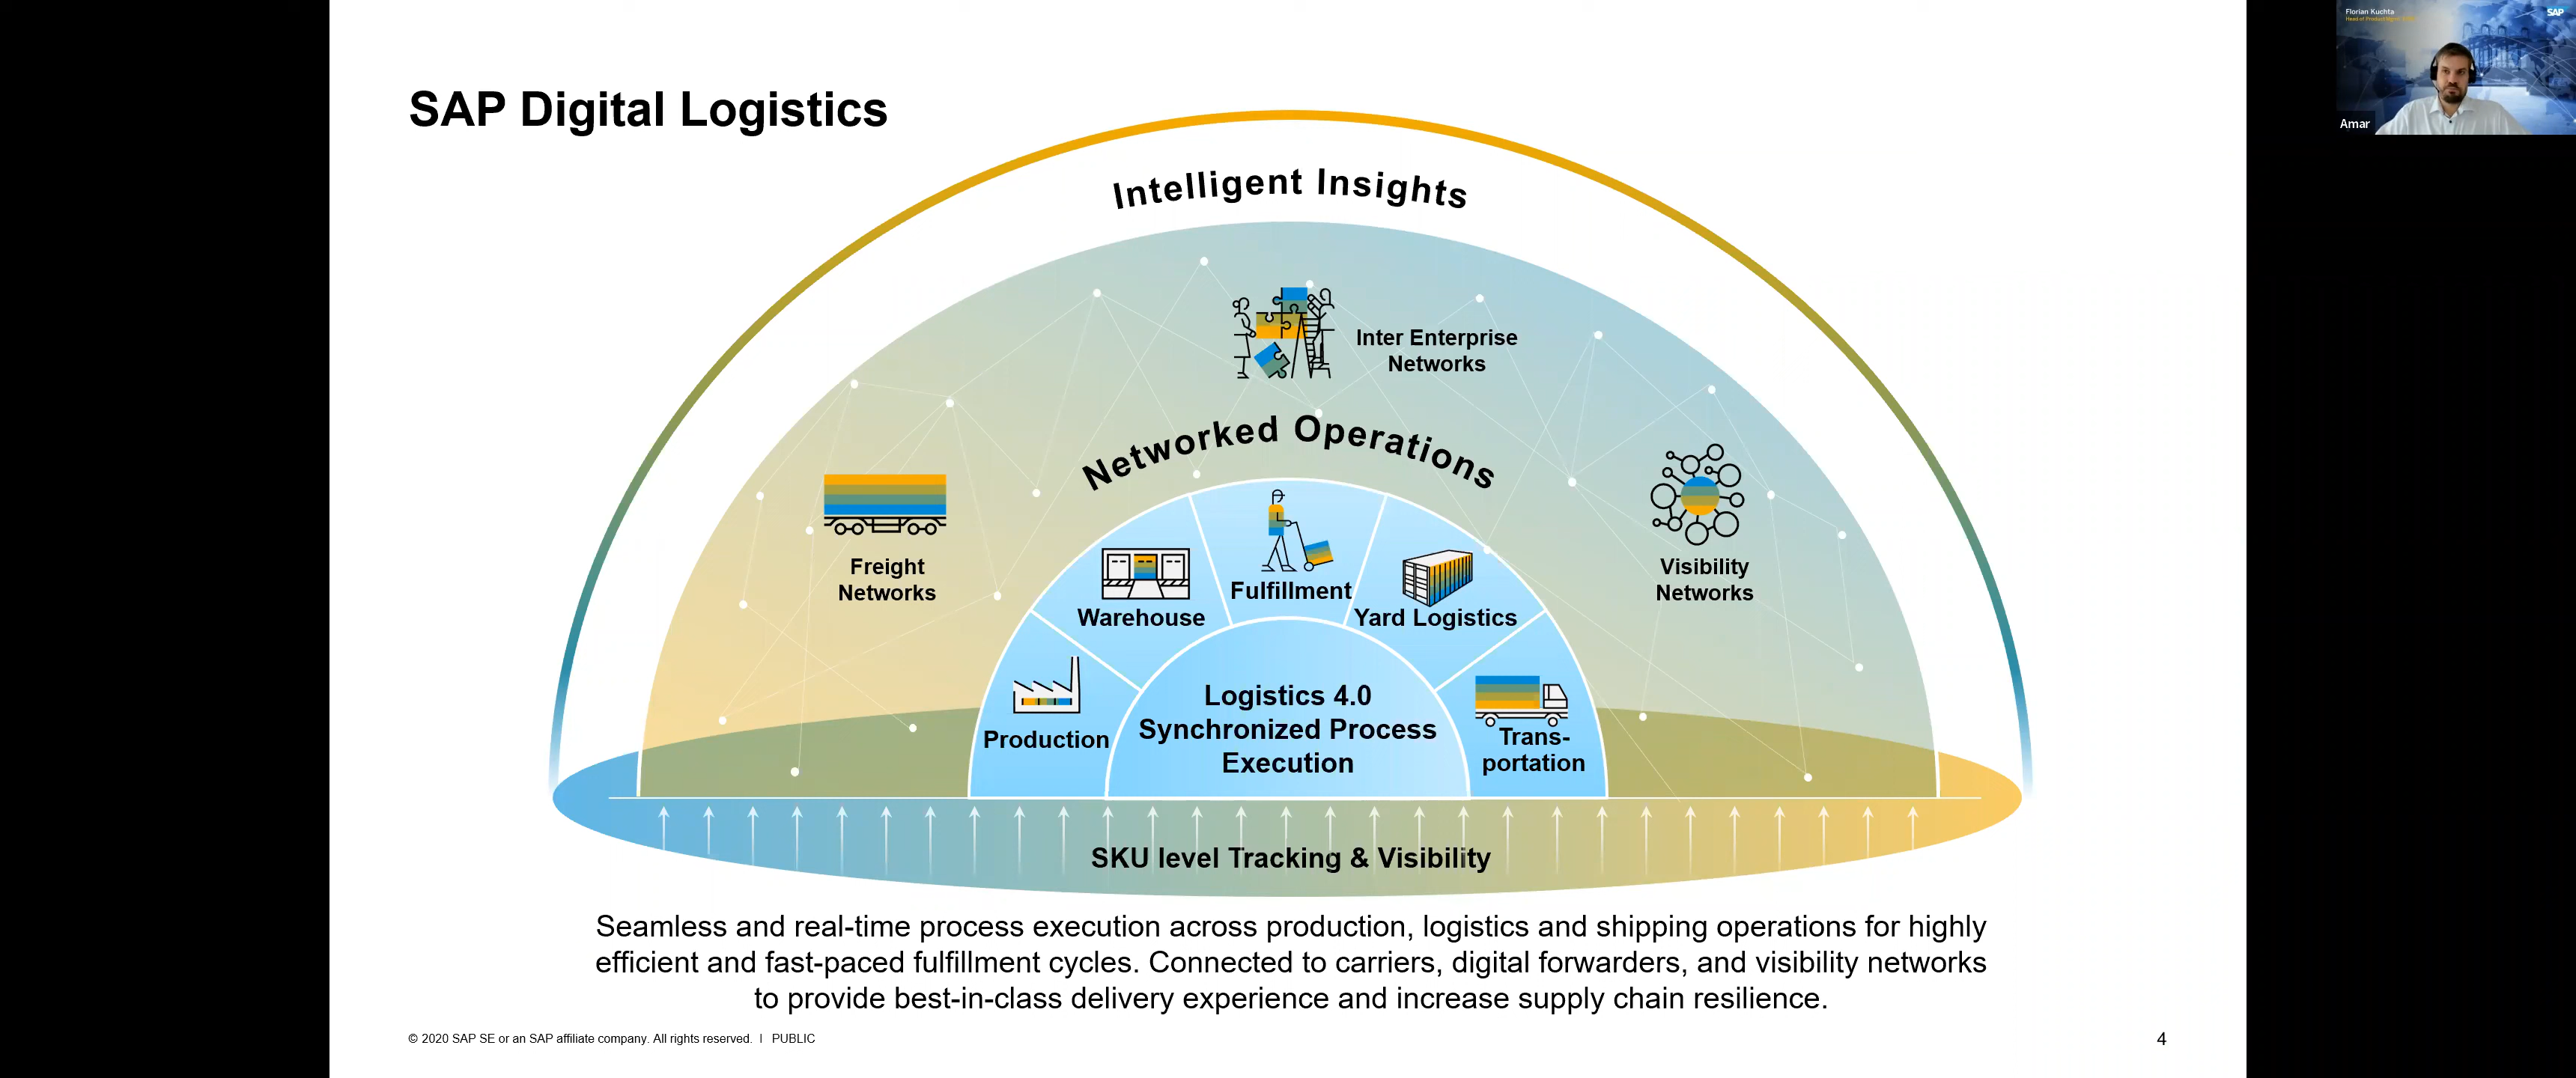 SAP Digital Logistics
Florian Kuchta
SAP
Amar
Intelligent Insights
Inter Enterprise
Networks
Networked Operations
Freight
Networks
Visibility
Networks
Warehouse
Fulfillment
Yard Logistics
Production
Trans-
portation
Logistics 4.0
Synchronized Process
Execution
SKU level Tracking & Visibility
Seamless and real-time process execution across production, logistics and shipping operations for highly
efficient and fast-paced fulfillment cycles. Connected to carriers, digital forwarders, and visibility networks
to provide best-in-class delivery experience and increase supply chain resilience.
© 2020 SAP SE or an SAP affiliate company. All rights reserved. | PUBLIC
4